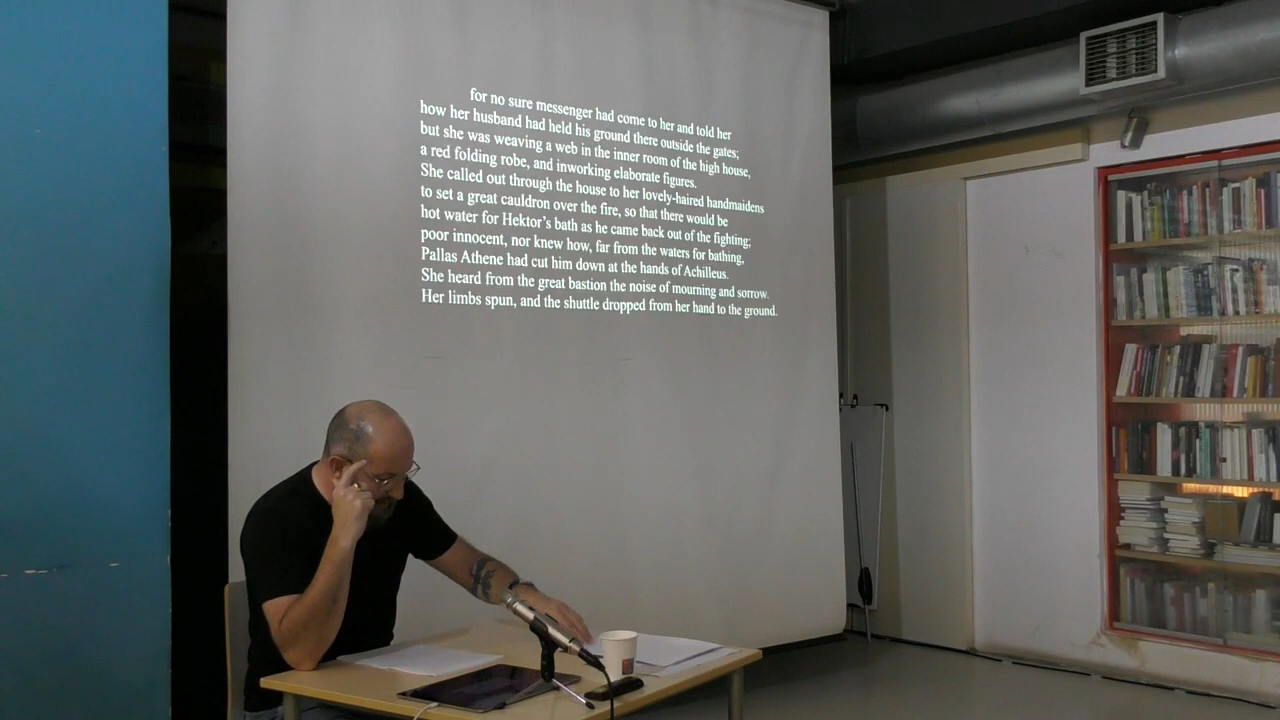 for no sure messenger had come to her and told her
how her husband had held his ground there outside the gates;
but she was weaving a web in the inner room of the high house,
a red folding robe, and inworking elaborate figures.
She called out through the house to her lovely-haired handmaidens
to set a great cauldron over the fire, so that there would be
hot water for Hektor’s bath as he came back out of the fighting;
poor innocent, nor knew how, far from the waters for bathing,
Pallas Athene had cut him down at the hands of Achilleus.
She heard from the great bastion the noise of mourning and sorrow.
Her limbs spun, and the shuttle dropped from her hand to the ground.